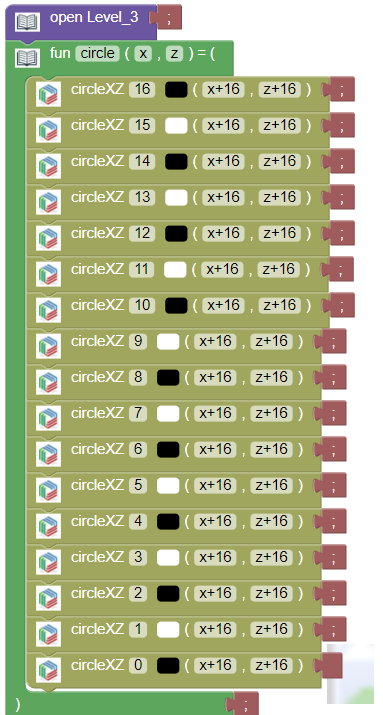 open Level_3 ;
fun circle ( x , z ) = (
circleXZ 16 ( x+16 , z+16 ) ;
circleXZ 15 ( x+16 , z+16 ) ;
circleXZ 14 ( x+16 , z+16 ) ;
circleXZ 13 ( x+16 , z+16 ) ;
circleXZ 12 ( x+16 , z+16 ) ;
circleXZ 11 ( x+16 , z+16 ) ;
circleXZ 10 ( x+16 , z+16 ) ;
circleXZ 9 ( x+16 , z+16 ) ;
circleXZ 8 ( x+16 , z+16 ) ;
circleXZ 7 ( x+16 , z+16 ) ;
circleXZ 6 ( x+16 , z+16 ) ;
circleXZ 5 ( x+16 , z+16 ) ;
circleXZ 4 ( x+16 , z+16 ) ;
circleXZ 3 ( x+16 , z+16 ) ;
circleXZ 2 ( x+16 , z+16 ) ;
circleXZ 1 ( x+16 , z+16 ) ;
circleXZ 0 ( x+16 , z+16 )
) ;